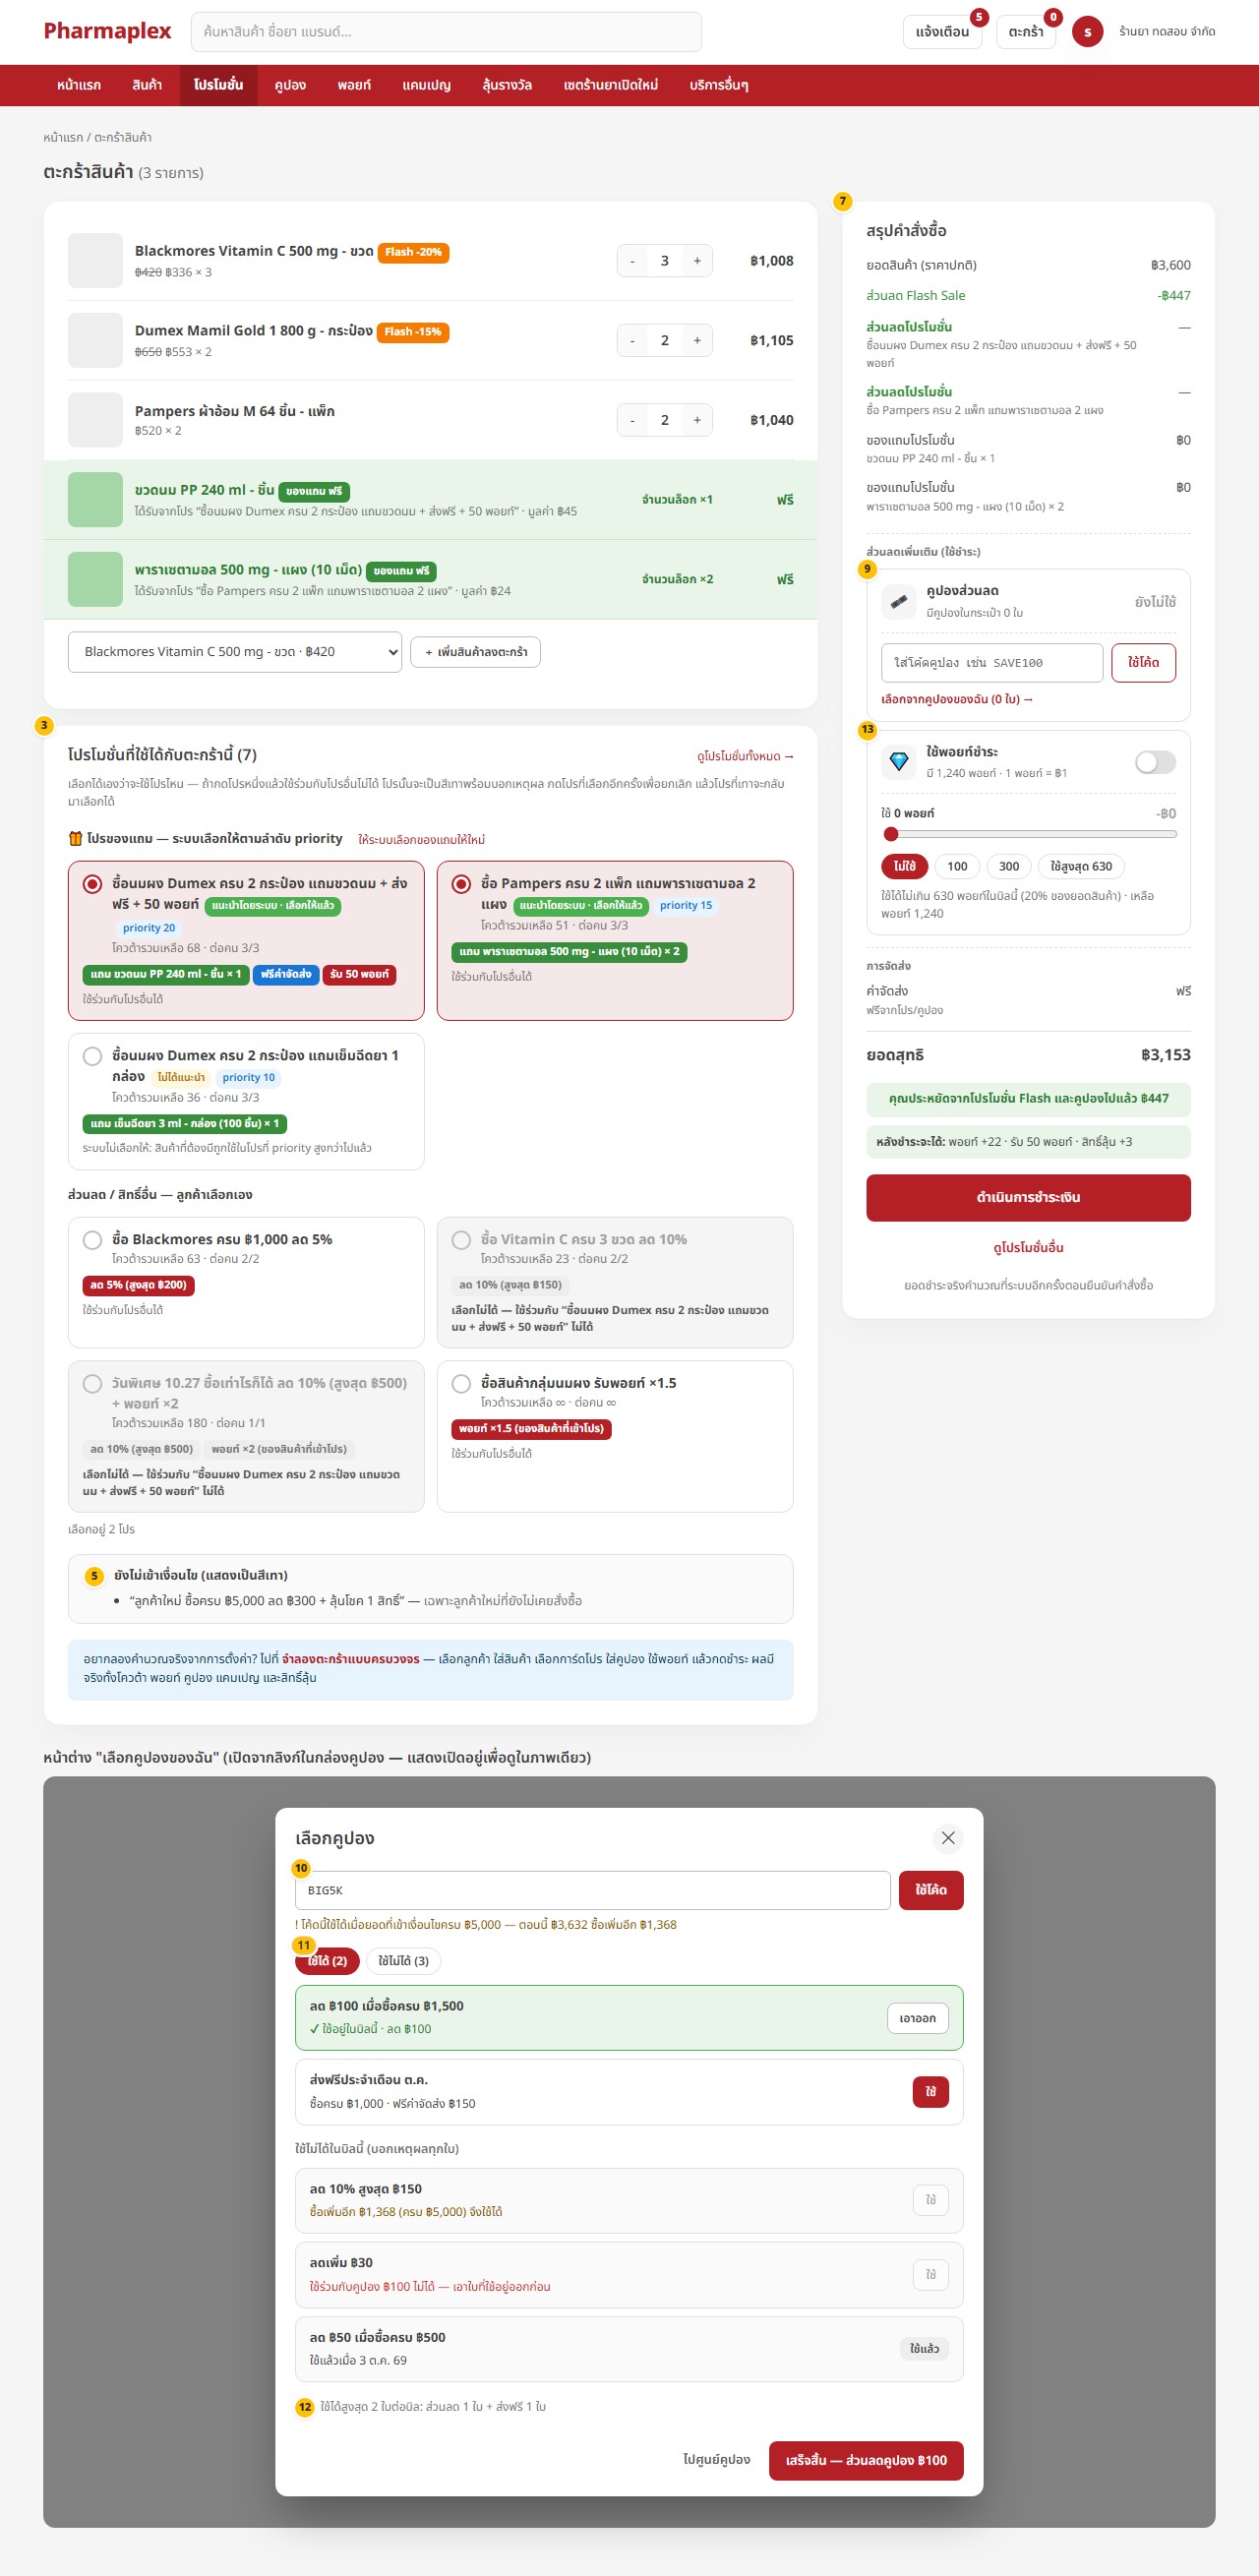 Pharmaplex
ค้นหาสินค้า ชื่อยา แบรนด์...
แจ้งเตือน 5
ตะกร้า 0
ร
ร้านยา ทดสอบ จำกัด
หน้าแรก สินค้า โปรโมชั่น คูปอง พอยท์ แคมเปญ ลุ้นรางวัล เซตร้านยาเปิดใหม่ บริการอื่นๆ
หน้าแรก / ตะกร้าสินค้า
ตะกร้าสินค้า (3 รายการ)
Blackmores Vitamin C 500 mg - ขวด Flash -20%
฿420 ฿336 × 3
- 3 + ฿1,008
Dumex Mamil Gold 1 800 g - กระป๋อง Flash -15%
฿650 ฿553 × 2
- 2 + ฿1,105
Pampers ผ้าอ้อม M 64 ชิ้น - แพ็ก
฿520 × 2
- 2 + ฿1,040
ขวดนม PP 240 ml - ชิ้น ของแถม ฟรี
ได้รับจากโปร “ซื้อนมผง Dumex ครบ 2 กระป๋อง แถมขวดนม + ส่งฟรี + 50 พอยท์” · มูลค่า ฿45
จำนวนล็อก ×1 ฟรี
พาราเซตามอล 500 mg - แผง (10 เม็ด) ของแถม ฟรี
ได้รับจากโปร “ซื้อ Pampers ครบ 2 แพ็ก แถมพาราเซตามอล 2 แผง” · มูลค่า ฿24
จำนวนล็อก ×2 ฟรี
Blackmores Vitamin C 500 mg - ขวด · ฿420
+ เพิ่มสินค้าลงตะกร้า
3
โปรโมชั่นที่ใช้ได้กับตะกร้านี้ (7)
ดูโปรโมชั่นทั้งหมด →
เลือกได้เองว่าจะใช้โปรไหน — ถ้ากดโปรหนึ่งแล้วใช้ร่วมกับโปรอื่นไม่ได้ โปรนั้นจะเป็นสีเทาพร้อมบอกเหตุผล กดโปรที่เลือกอีกครั้งเพื่อยกเลิก แล้วโปรที่เทาจะกลับ
มาเลือกได้
โปรของแถม — ระบบเลือกให้ตามลำดับ priority ให้ระบบเลือกของแถมให้ใหม่
ซื้อนมผง Dumex ครบ 2 กระป๋อง แถมขวดนม + ส่ง
ฟรี + 50 พอยท์ แนะนำโดยระบบ · เลือกให้แล้ว
priority 20
โควต้ารวมเหลือ 68 · ต่อคน 3/3
แถม ขวดนม PP 240 ml - ชิ้น × 1 ฟรีค่าจัดส่ง รับ 50 พอยท์
ใช้ร่วมกับโปรอื่นได้
ซื้อ Pampers ครบ 2 แพ็ก แถมพาราเซตามอล 2
แผง แนะนำโดยระบบ · เลือกให้แล้ว priority 15
โควต้ารวมเหลือ 51 · ต่อคน 3/3
แถม พาราเซตามอล 500 mg - แผง (10 เม็ด) × 2
ใช้ร่วมกับโปรอื่นได้
ซื้อนมผง Dumex ครบ 2 กระป๋อง แถมเข็มฉีดยา 1
กล่อง ไม่ได้แนะนำ priority 10
โควต้ารวมเหลือ 36 · ต่อคน 3/3
แถม เข็มฉีดยา 3 ml - กล่อง (100 ชิ้น) × 1
ระบบไม่เลือกให้: สินค้าที่ต้องมีถูกใช้ในโปรที่ priority สูงกว่าไปแล้ว
ส่วนลด / สิทธิ์อื่น — ลูกค้าเลือกเอง
ซื้อ Blackmores ครบ ฿1,000 ลด 5%
โควต้ารวมเหลือ 63 · ต่อคน 2/2
ลด 5% (สูงสุด ฿200)
ใช้ร่วมกับโปรอื่นได้
ซื้อ Vitamin C ครบ 3 ขวด ลด 10%
โควต้ารวมเหลือ 23 · ต่อคน 2/2
ลด 10% (สูงสุด ฿150)
เลือกไม่ได้ — ใช้ร่วมกับ “ซื้อนมผง Dumex ครบ 2 กระป๋อง แถมขวด
นม + ส่งฟรี + 50 พอยท์” ไม่ได้
วันพิเศษ 10.27 ซื้อเท่าไรก็ได้ ลด 10% (สูงสุด ฿500)
+ พอยท์ ×2
โควต้ารวมเหลือ 180 · ต่อคน 1/1
ลด 10% (สูงสุด ฿500) พอยท์ ×2 (ของสินค้าที่เข้าโปร)
เลือกไม่ได้ — ใช้ร่วมกับ “ซื้อนมผง Dumex ครบ 2 กระป๋อง แถมขวด
นม + ส่งฟรี + 50 พอยท์” ไม่ได้
ซื้อสินค้ากลุ่มนมผง รับพอยท์ ×1.5
โควต้ารวมเหลือ ∞ · ต่อคน ∞
พอยท์ ×1.5 (ของสินค้าที่เข้าโปร)
ใช้ร่วมกับโปรอื่นได้
เลือกอยู่ 2 โปร
5 ยังไม่เข้าเงื่อนไข (แสดงเป็นสีเทา)
• “ลูกค้าใหม่ ซื้อครบ ฿5,000 ลด ฿300 + ลุ้นโชค 1 สิทธิ์” — เฉพาะลูกค้าใหม่ที่ยังไม่เคยสั่งซื้อ
อยากลองคำนวณจริงจากการตั้งค่า? ไปที่ จำลองตะกร้าแบบครบวงจร — เลือกลูกค้า ใส่สินค้า เลือกการ์ดโปร ใส่คูปอง ใช้พอยท์ แล้วกดชำระ ผลมี
จริงทั้งโควต้า พอยท์ คูปอง แคมเปญ และสิทธิ์ลุ้น
7
สรุปคำสั่งซื้อ
ยอดสินค้า (ราคาปกติ) ฿3,600
ส่วนลด Flash Sale -฿447
ส่วนลดโปรโมชั่น —
ซื้อนมผง Dumex ครบ 2 กระป๋อง แถมขวดนม + ส่งฟรี + 50
พอยท์
ส่วนลดโปรโมชั่น —
ซื้อ Pampers ครบ 2 แพ็ก แถมพาราเซตามอล 2 แผง
ของแถมโปรโมชั่น ฿0
ขวดนม PP 240 ml - ชิ้น × 1
ของแถมโปรโมชั่น ฿0
พาราเซตามอล 500 mg - แผง (10 เม็ด) × 2
ส่วนลดเพิ่มเติม (ใช้ชำระ)
9
คูปองส่วนลด
มีคูปองในกระเป๋า 0 ใบ
ยังไม่ใช้
ใส่โค้ดคูปอง เช่น SAVE100
ใช้โค้ด
เลือกจากคูปองของฉัน (0 ใบ) →
13
ใช้พอยท์ชำระ
มี 1,240 พอยท์ · 1 พอยท์ = ฿1
ใช้ 0 พอยท์ -฿0
ไม่ใช้ 100 300 ใช้สูงสุด 630
ใช้ได้ไม่เกิน 630 พอยท์ในบิลนี้ (20% ของยอดสินค้า) · เหลือ
พอยท์ 1,240
การจัดส่ง
ค่าจัดส่ง ฟรี
ฟรีจากโปร/คูปอง
ยอดสุทธิ ฿3,153
คุณประหยัดจากโปรโมชั่น Flash และคูปองไปแล้ว ฿447
หลังชำระจะได้: พอยท์ +22 · รับ 50 พอยท์ · สิทธิ์ลุ้น +3
ดำเนินการชำระเงิน
ดูโปรโมชั่นอื่น
ยอดชำระจริงคำนวณที่ระบบอีกครั้งตอนยืนยันคำสั่งซื้อ
หน้าต่าง "เลือกคูปองของฉัน" (เปิดจากลิงก์ในกล่องคูปอง — แสดงเปิดอยู่เพื่อดูในภาพเดียว)
เลือกคูปอง
10
BIG5K
ใช้โค้ด
! โค้ดนี้ใช้ได้เมื่อยอดที่เข้าเงื่อนไขครบ ฿5,000 — ตอนนี้ ฿3,632 ซื้อเพิ่มอีก ฿1,368
11
ใช้ได้ (2) ใช้ไม่ได้ (3)
ลด ฿100 เมื่อซื้อครบ ฿1,500
✓ ใช้อยู่ในบิลนี้ · ลด ฿100
เอาออก
ส่งฟรีประจำเดือน ต.ค.
ซื้อครบ ฿1,000 · ฟรีค่าจัดส่ง ฿150
ใช้
ใช้ไม่ได้ในบิลนี้ (บอกเหตุผลทุกใบ)
ลด 10% สูงสุด ฿150
ซื้อเพิ่มอีก ฿1,368 (ครบ ฿5,000) จึงใช้ได้
ใช้
ลดเพิ่ม ฿30
ใช้ร่วมกับคูปอง ฿100 ไม่ได้ — เอาใบที่ใช้อยู่ออกก่อน
ใช้
ลด ฿50 เมื่อซื้อครบ ฿500
ใช้แล้วเมื่อ 3 ต.ค. 69
ใช้แล้ว
12 ใช้ได้สูงสุด 2 ใบต่อบิล: ส่วนลด 1 ใบ + ส่งฟรี 1 ใบ
ไปศูนย์คูปอง
เสร็จสิ้น — ส่วนลดคูปอง ฿100